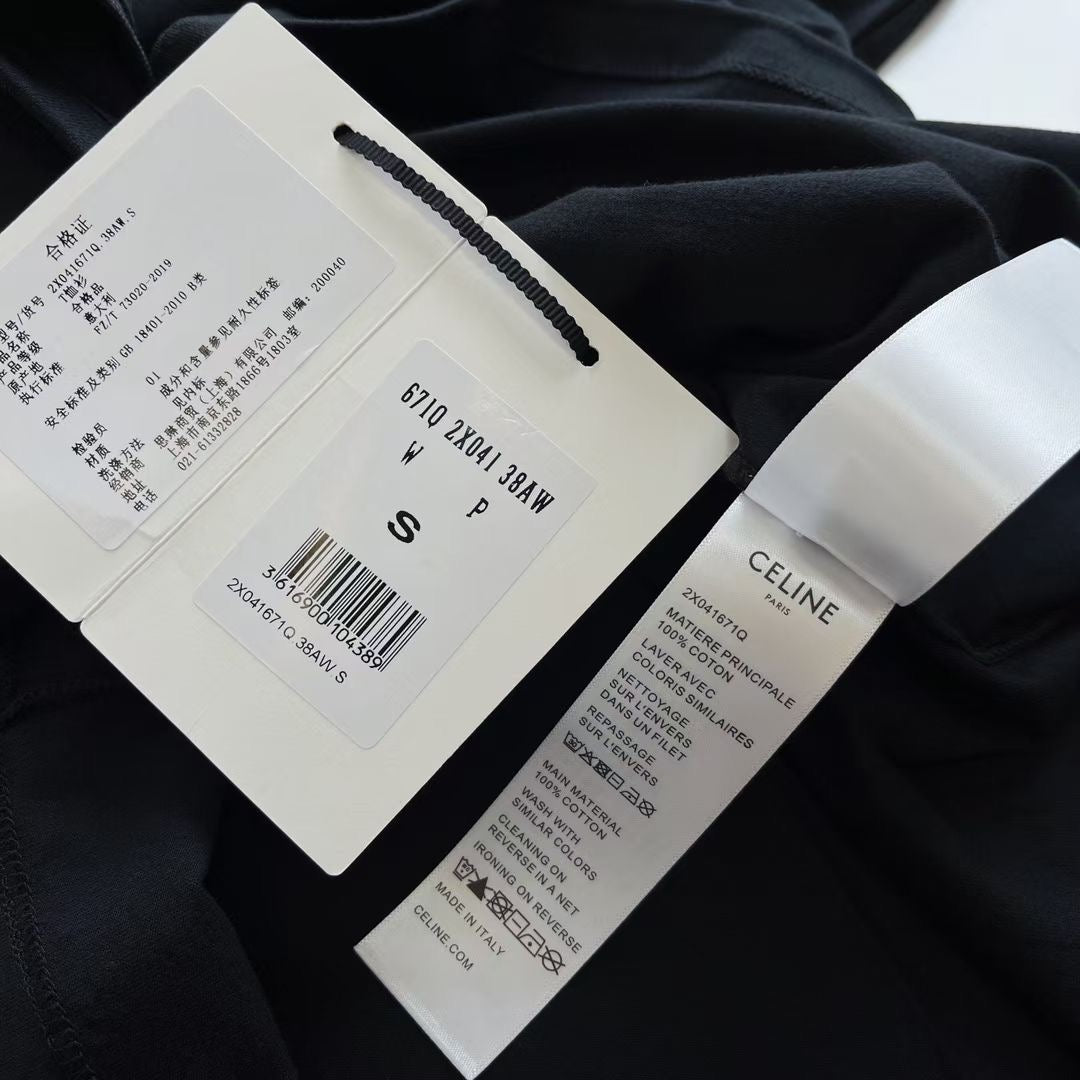 合格证
型号/货号 2X041671Q.38AW.S
品名称 T恤衫
产品等级 合格品
原产地 意大利
执行标准 FZ/T 73020-2019
安全标准及类别 GB 18401-2010 B类
检验员 01
材质 成分和含量参见耐久性标签
洗涤方法 见内标
经销商 思琳商贸（上海）有限公司
地址 上海市南京东路1866号1803室 邮编：200040
电话 021-61332828
671Q 2X041 38AW
W P
S
3616900104389
2X041671Q.38AW.S
CELINE
PARIS
2X041671Q
MATIERE PRINCIPALE
100% COTON
LAVER AVEC
COLORIS SIMILAIRES
NETTOYAGE
SUR L'ENVERS
DANS UN FILET
REPASSAGE
SUR L'ENVERS
MAIN MATERIAL
100% COTTON
WASH WITH
SIMILAR COLORS
CLEANING ON
REVERSE IN A NET
IRONING ON REVERSE
MADE IN ITALY
CELINE.COM